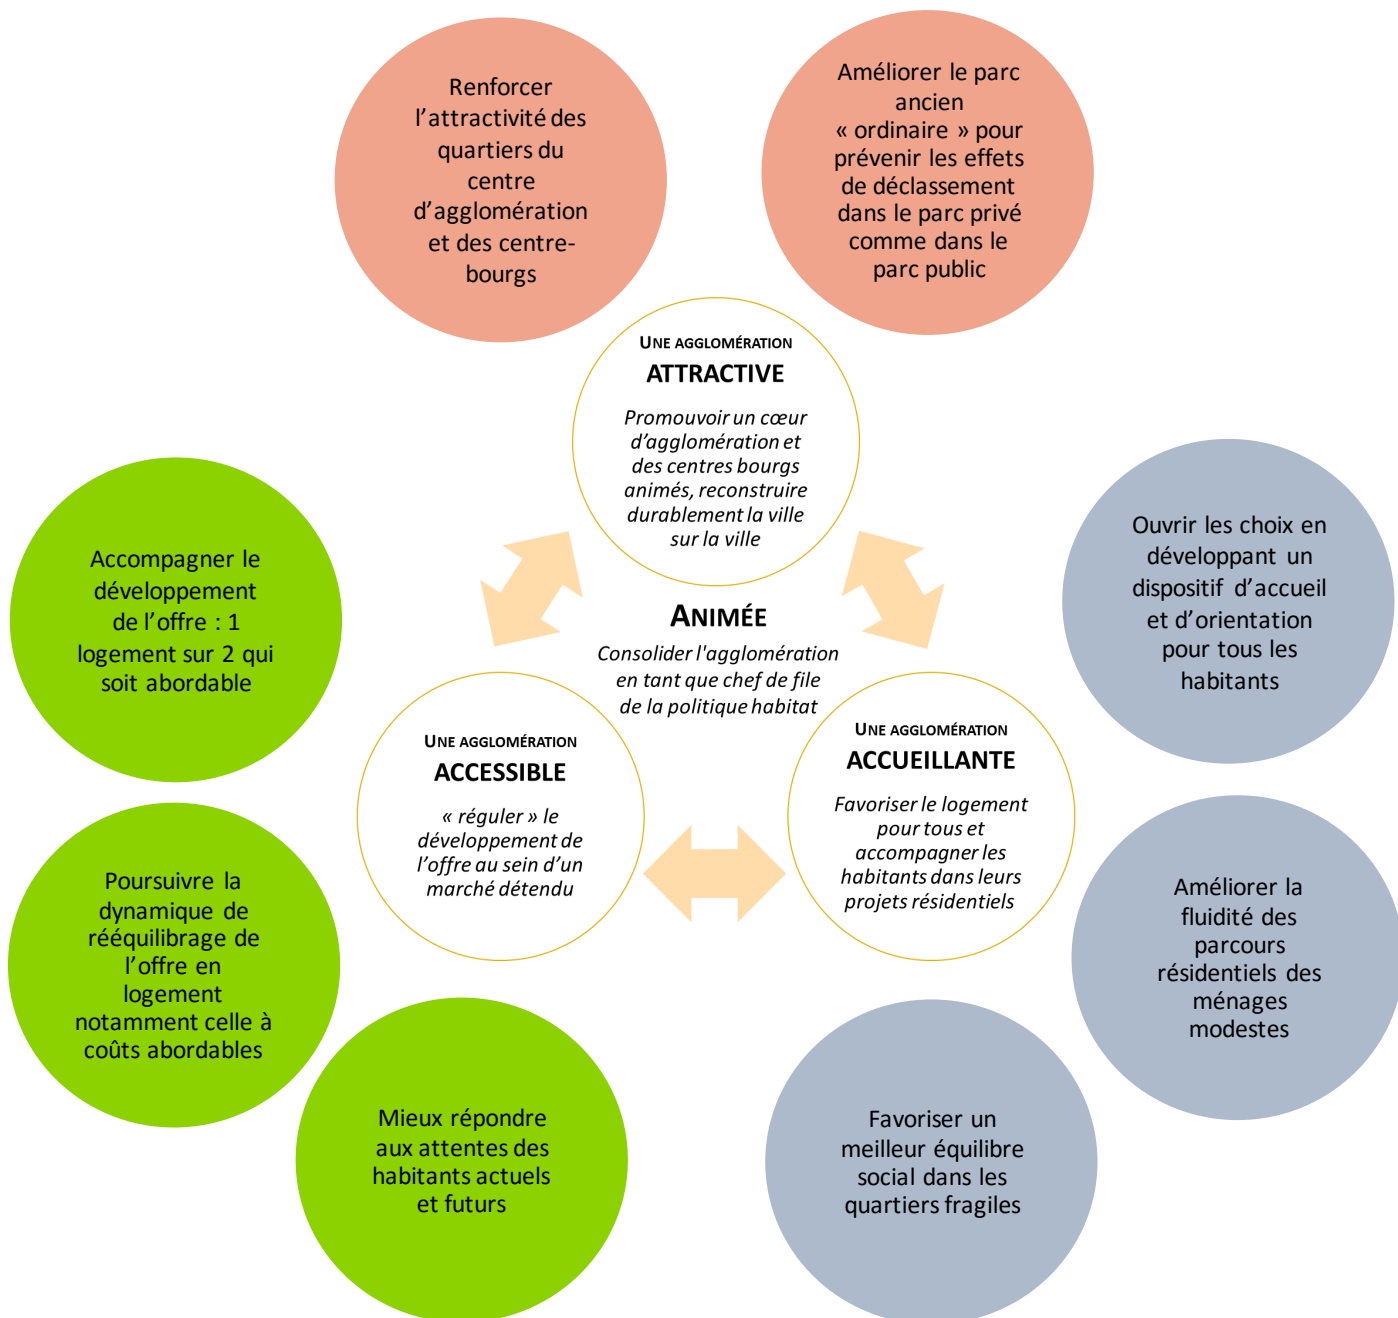 Renforcer
l’attractivité des
quartiers du
centre
d’agglomération
et des centre-
bourgs
Améliorer le parc
ancien
« ordinaire » pour
prévenir les effets
de déclassement
dans le parc privé
comme dans le
parc public
UNE AGGLOMÉRATION
ATTRACTIVE
Promouvoir un cœur
d’agglomération et
des centres bourgs
animés, reconstruire
durablement la ville
sur la ville
ANIMÉE
Consolider l'agglomération
en tant que chef de file
de la politique habitat
Accompagner le
développement
de l’offre : 1
logement sur 2 qui
soit abordable
Ouvrir les choix en
développant un
dispositif d’accueil
et d’orientation
pour tous les
habitants
UNE AGGLOMÉRATION
ACCESSIBLE
« réguler » le
développement de
l’offre au sein d’un
marché détendu
UNE AGGLOMÉRATION
ACCUEILLANTE
Favoriser le logement
pour tous et
accompagner les
habitants dans leurs
projets résidentiels
Poursuivre la
dynamique de
rééquilibrage de
l’offre en
logement
notamment celle à
coûts abordables
Améliorer la
fluidité des
parcours
résidentiels des
ménages
modestes
Mieux répondre
aux attentes des
habitants actuels
et futurs
Favoriser un
meilleur équilibre
social dans les
quartiers fragiles